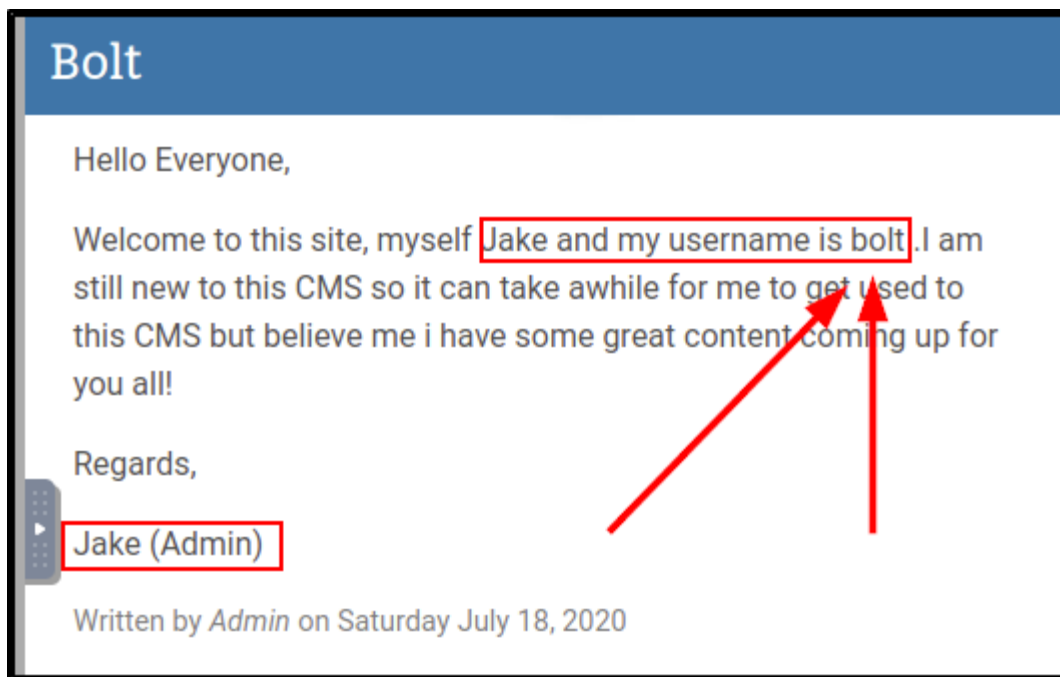 Bolt
Hello Everyone,
Welcome to this site, myself Jake and my username is bolt .I am
still new to this CMS so it can take awhile for me to get used to
this CMS but believe me i have some great content coming up for
you all!
Regards,
Jake (Admin)
Written by Admin on Saturday July 18, 2020